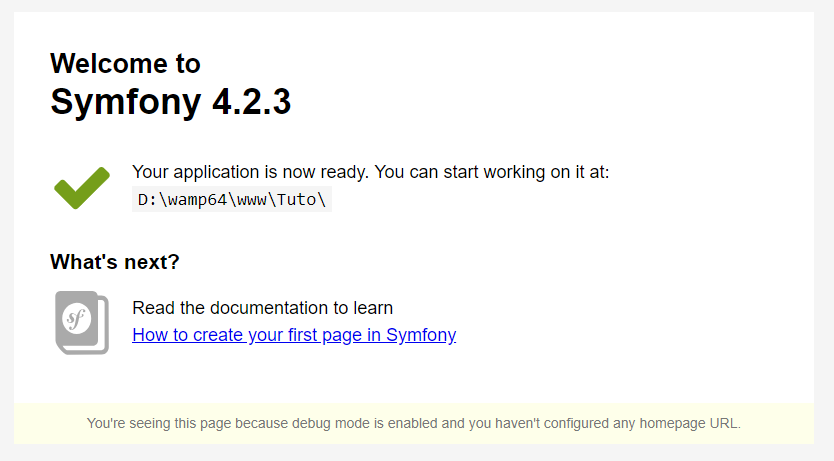 Welcome to
Symfony 4.2.3
Your application is now ready. You can start working on it at:
D:\wamp64\www\Tuto\
What's next?
sf
Read the documentation to learn
How to create your first page in Symfony
You're seeing this page because debug mode is enabled and you haven't configured any homepage URL.